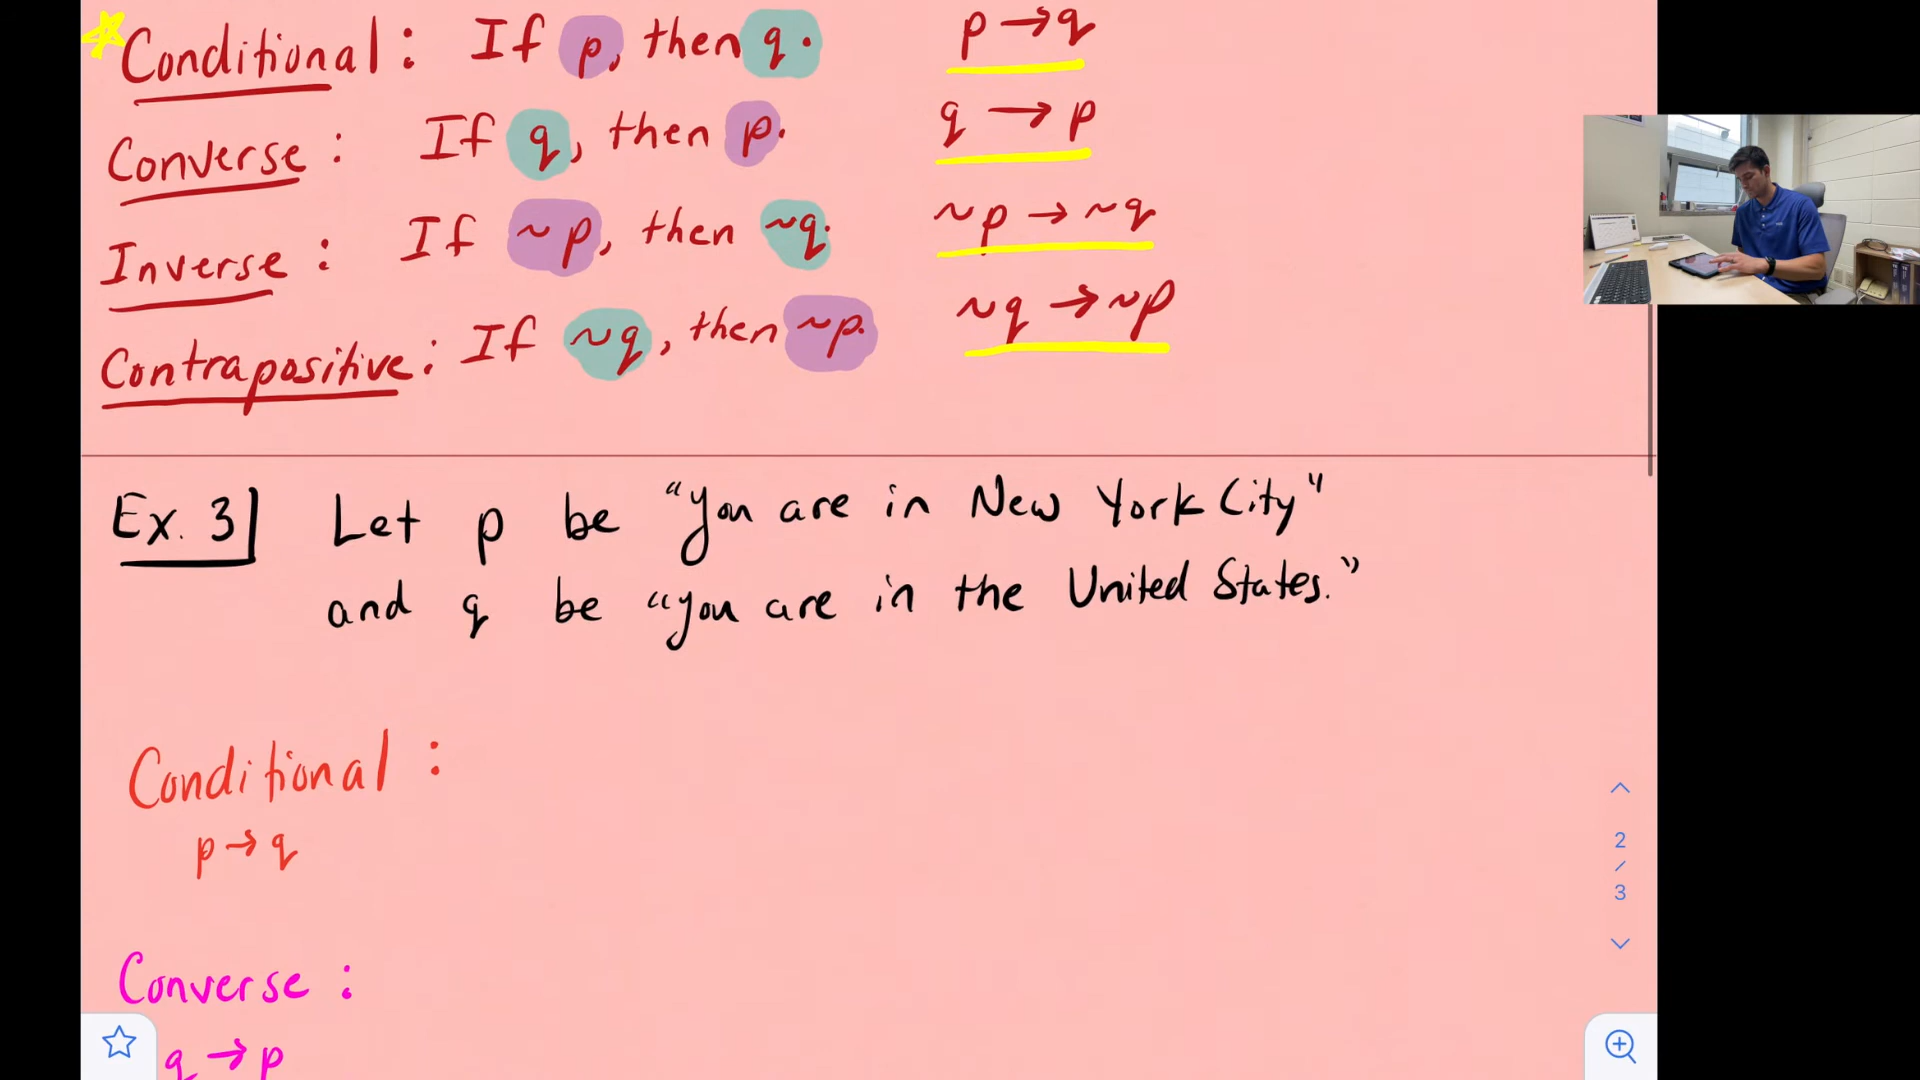 Conditional: If p, then q. p → q
Converse: If q, then p. q → p
Inverse: If ~p, then ~q. ~p → ~q
Contrapositive: If ~q, then ~p. ~q → ~p
Ex. 3 Let p be "you are in New York City"
and q be "you are in the United States."
Conditional:
p → q
Converse:
q → p
2
/
3